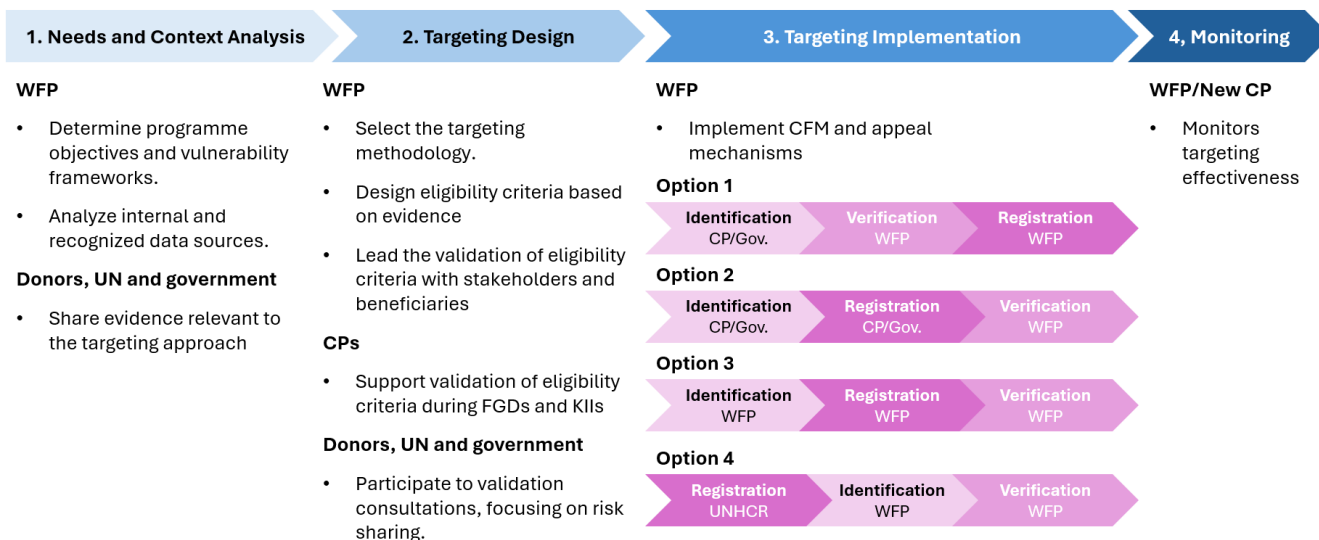 1. Needs and Context Analysis
2. Targeting Design
3. Targeting Implementation
4, Monitoring
WFP
• Determine programme
objectives and vulnerability
frameworks.
• Analyze internal and
recognized data sources.
Donors, UN and government
• Share evidence relevant to
the targeting approach
WFP
• Select the targeting
methodology.
• Design eligibility criteria based
on evidence
• Lead the validation of eligibility
criteria with stakeholders and
beneficiaries
CPs
• Support validation of eligibility
criteria during FGDs and KIIs
Donors, UN and government
• Participate to validation
consultations, focusing on risk
sharing.
WFP
• Implement CFM and appeal
mechanisms
Option 1
Identification
CP/Gov.
Verification
WFP
Registration
WFP
Option 2
Identification
CP/Gov.
Registration
CP/Gov.
Verification
WFP
Option 3
Identification
WFP
Registration
WFP
Verification
WFP
Option 4
Registration
UNHCR
Identification
WFP
Verification
WFP
WFP/New CP
• Monitors
targeting
effectiveness